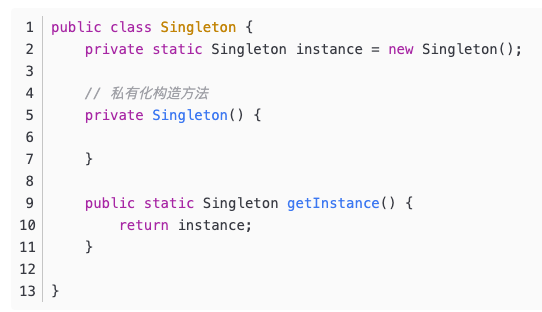 1 public class Singleton {
2     private static Singleton instance = new Singleton();
3
4     // 私有化构造方法
5     private Singleton() {
6
7     }
8
9     public static Singleton getInstance() {
10         return instance;
11     }
12
13 }